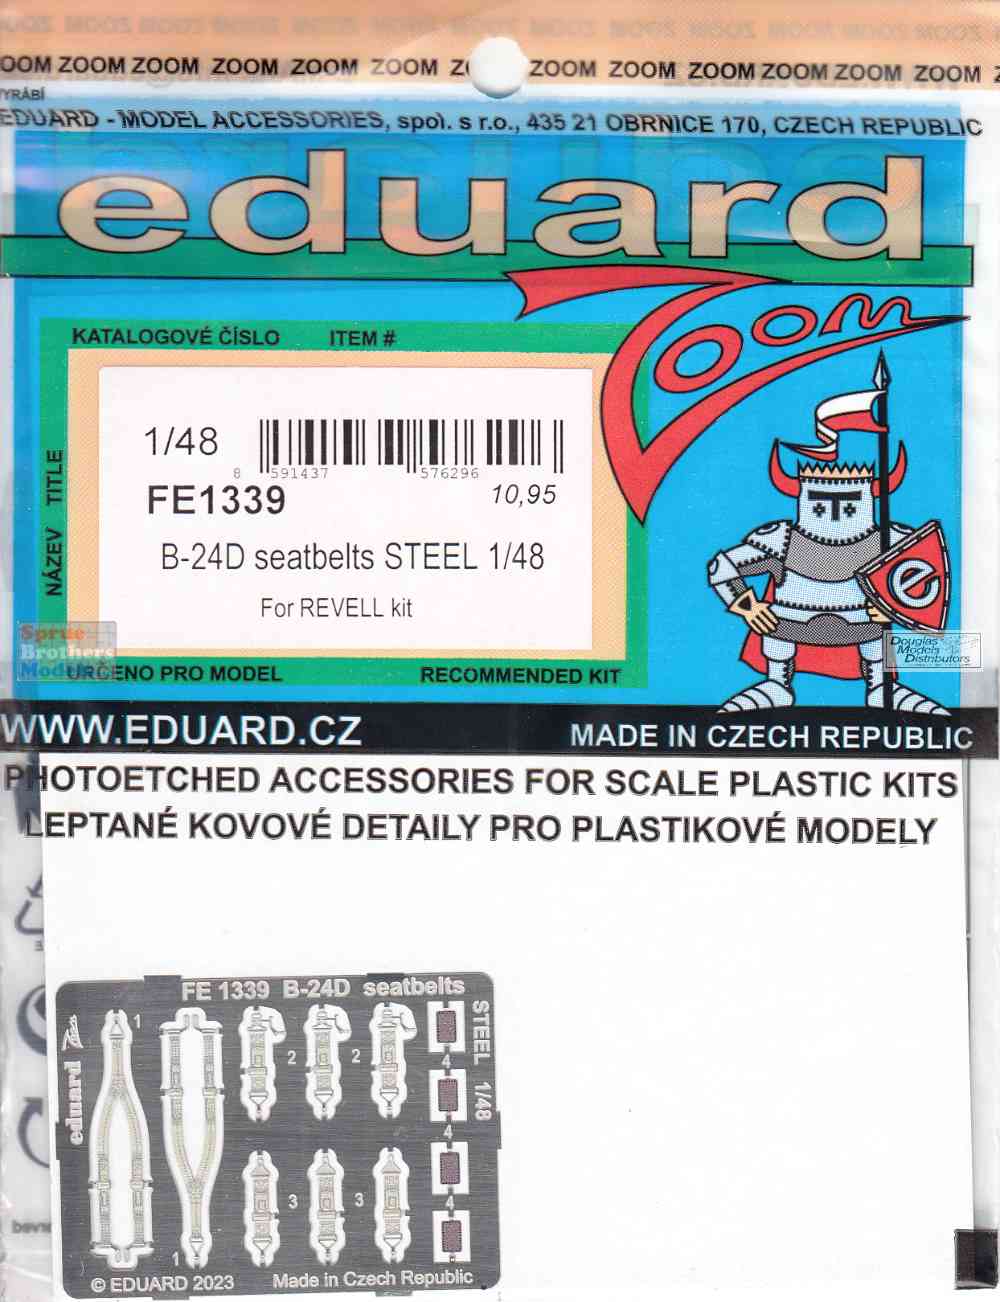 OOM ZOOM ZOOM ZOOM ZOOM ZOOM ZOOM ZOOM ZOOM ZOOM ZOOM ZOOM
VYRÁBÍ
EDUARD - MODEL ACCESSORIES, spol. s r.o., 435 21 OBRNICE 170, CZECH REPUBLIC
eduard
Zoom
KATALOGOVÉ ČÍSLO ITEM #
NÁZEV TITLE
1/48
8 591437 576296
FE1339
10,95
B-24D seatbelts STEEL 1/48
For REVELL kit
e
Sprue
Brothers
Models
Douglas
Models
Distributors
URČENO PRO MODEL RECOMMENDED KIT
WWW.EDUARD.CZ MADE IN CZECH REPUBLIC
PHOTOETCHED ACCESSORIES FOR SCALE PLASTIC KITS
LEPTANÉ KOVOVÉ DETAILY PRO PLASTIKOVÉ MODELY
FE 1339 B-24D seatbelts
STEEL 1/48
eduard Zoom
1
2
2
4
4
4
3
3
1
© EDUARD 2023 Made in Czech Republic